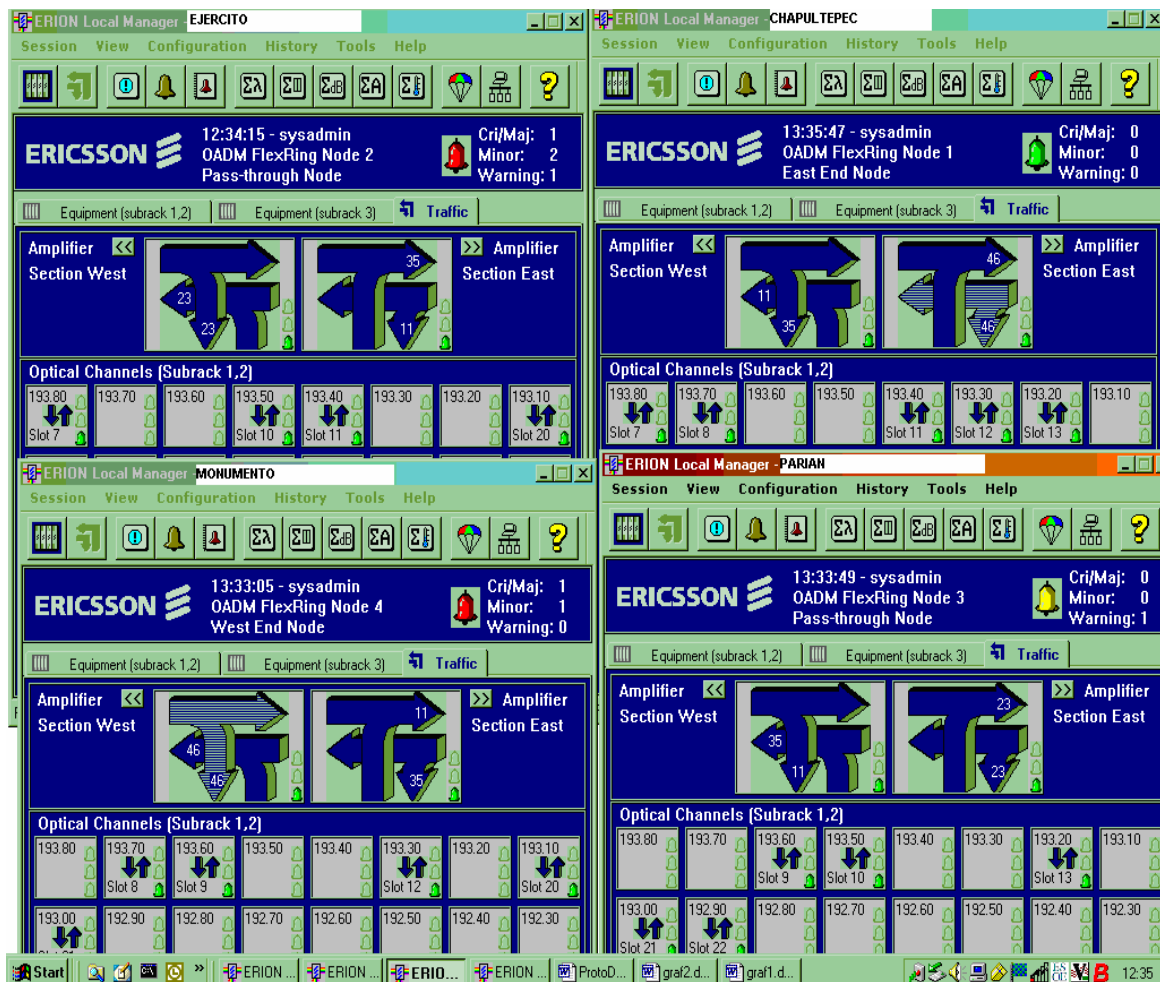 ERION Local Manager - EJERCITO
Session View Configuration History Tools Help
Σλ ΣdB ΣA Σ ?
ERICSSON
12:34:15 - sysadmin
OADM FlexRing Node 2
Pass-through Node
Cri/Maj: 1
Minor: 2
Warning: 1
Equipment (subrack 1,2) Equipment (subrack 3) Traffic
Amplifier <<
Section West
23
23
35
11
>> Amplifier
Section East
Optical Channels (Subrack 1,2)
193.80 193.70 193.60 193.50 193.40 193.30 193.20 193.10
Slot 7 Slot 10 Slot 11 Slot 20
ERION Local Manager -CHAPULTEPEC
Session View Configuration History Tools Help
Σλ ΣdB ΣA Σ ?
ERICSSON
13:35:47 - sysadmin
OADM FlexRing Node 1
East End Node
Cri/Maj: 0
Minor: 0
Warning: 0
Equipment (subrack 1,2) Equipment (subrack 3) Traffic
Amplifier <<
Section West
11
35
46
46
>> Amplifier
Section East
Optical Channels (Subrack 1,2)
193.80 193.70 193.60 193.50 193.40 193.30 193.20 193.10
Slot 7 Slot 8 Slot 11 Slot 12 Slot 13
ERION Local Manager -MONUMENTO
Session View Configuration History Tools Help
Σλ ΣdB ΣA Σ ?
ERICSSON
13:33:05 - sysadmin
OADM FlexRing Node 4
West End Node
Cri/Maj: 1
Minor: 1
Warning: 0
Equipment (subrack 1,2) Equipment (subrack 3) Traffic
Amplifier <<
Section West
46
46
11
35
>> Amplifier
Section East
Optical Channels (Subrack 1,2)
193.80 193.70 193.60 193.50 193.40 193.30 193.20 193.10
Slot 8 Slot 9 Slot 12 Slot 20
193.00 192.90 192.80 192.70 192.60 192.50 192.40 192.30
ERION Local Manager -PARIAN
Session View Configuration History Tools Help
Σλ ΣdB ΣA Σ ?
ERICSSON
13:33:49 - sysadmin
OADM FlexRing Node 3
Pass-through Node
Cri/Maj: 0
Minor: 0
Warning: 1
Equipment (subrack 1,2) Equipment (subrack 3) Traffic
Amplifier <<
Section West
35
11
23
23
>> Amplifier
Section East
Optical Channels (Subrack 1,2)
193.80 193.70 193.60 193.50 193.40 193.30 193.20 193.10
Slot 9 Slot 10 Slot 13
193.00 192.90 192.80 192.70 192.60 192.50 192.40 192.30
Slot 21 Slot 22
Start » ERION ... ERION ... ERIO... ERION ... ProtoD... graf2.d... graf1.d... ES B 12:35